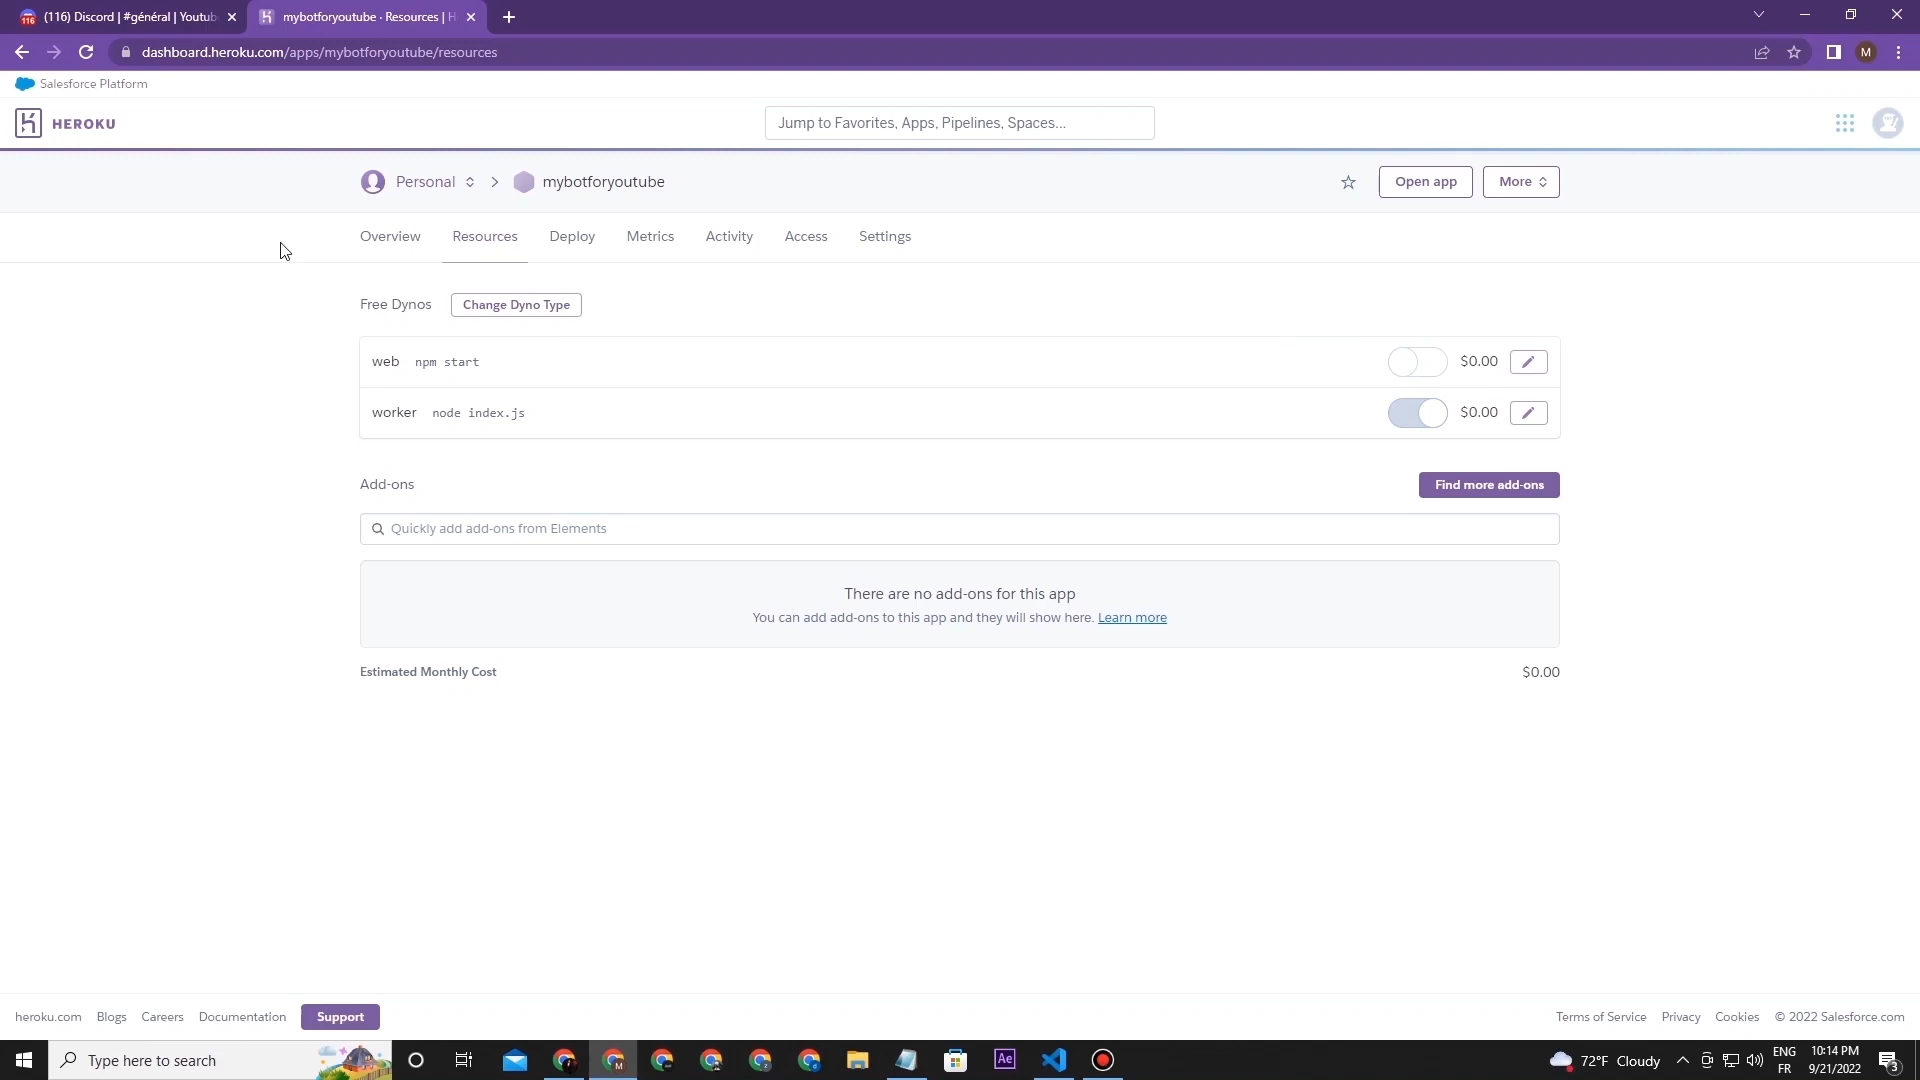 (116) Discord | #général | Youtub
mybotforyoutube · Resources | H
dashboard.heroku.com/apps/mybotforyoutube/resources
M
Salesforce Platform
HEROKU
Jump to Favorites, Apps, Pipelines, Spaces...
Personal
mybotforyoutube
Open app
More
Overview
Resources
Deploy
Metrics
Activity
Access
Settings
Free Dynos
Change Dyno Type
web npm start
$0.00
worker node index.js
$0.00
Add-ons
Find more add-ons
Quickly add add-ons from Elements
There are no add-ons for this app
You can add add-ons to this app and they will show here. Learn more
Estimated Monthly Cost
$0.00
heroku.com
Blogs
Careers
Documentation
Support
Terms of Service
Privacy
Cookies
© 2022 Salesforce.com
Type here to search
Ae
72°F Cloudy
ENG
FR
10:14 PM
9/21/2022
3